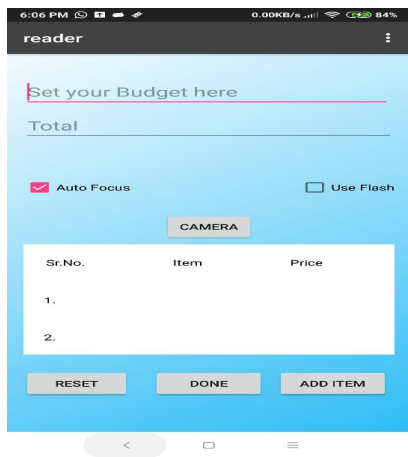 6:06 PM 0.00KB/s 84%
reader
Set your Budget here
Total
Auto Focus Use Flash
CAMERA
Sr.No. Item Price
1.
2.
RESET DONE ADD ITEM